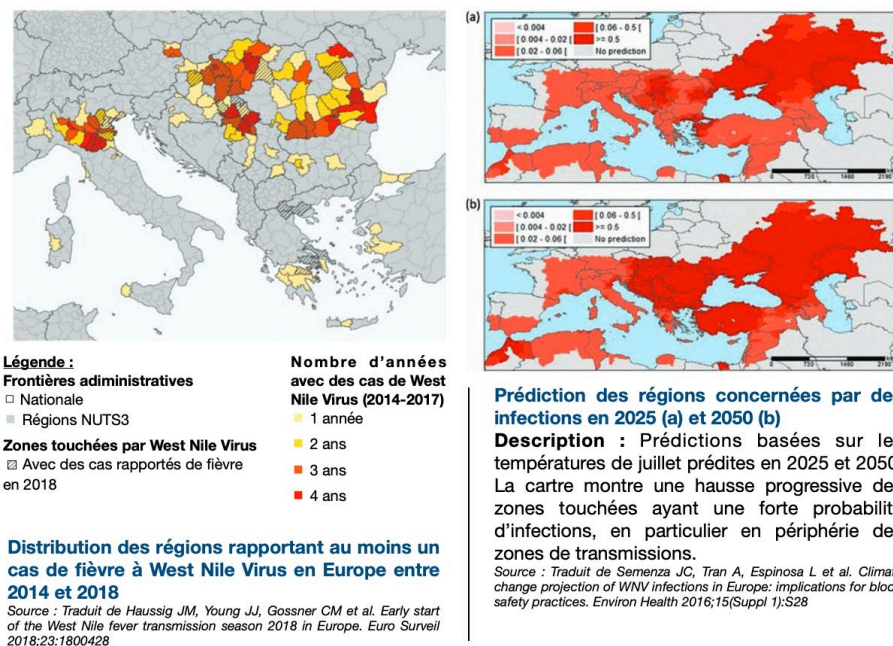 Légende :
Frontières adiministratives
Nationale
Régions NUTS3
Zones touchées par West Nile Virus
Avec des cas rapportés de fièvre
en 2018
Nombre d'années
avec des cas de West
Nile Virus (2014-2017)
1 année
2 ans
3 ans
4 ans
Distribution des régions rapportant au moins un
cas de fièvre à West Nile Virus en Europe entre
2014 et 2018
Source : Traduit de Haussig JM, Young JJ, Gossner CM et al. Early start
of the West Nile fever transmission season 2018 in Europe. Euro Surveil
2018;23:1800428
(a)
< 0.004
[ 0.004 - 0.02 [
[ 0.02 - 0.06 [
[ 0.06 - 0.5 [
>= 0.5
No prediction
0 730 1460 2190
(b)
< 0.004
[ 0.004 - 0.02 [
[ 0.02 - 0.06 [
[ 0.06 - 0.5 [
>= 0.5
No prediction
0 730 1460 2190
Prédiction des régions concernées par de
infections en 2025 (a) et 2050 (b)
Description : Prédictions basées sur le
températures de juillet prédites en 2025 et 2050
La cartre montre une hausse progressive de
zones touchées ayant une forte probabilit
d'infections, en particulier en périphérie de
zones de transmissions.
Source : Traduit de Semenza JC, Tran A, Espinosa L et al. Climat
change projection of WNV infections in Europe: implications for bloo
safety practices. Environ Health 2016;15(Suppl 1):S28